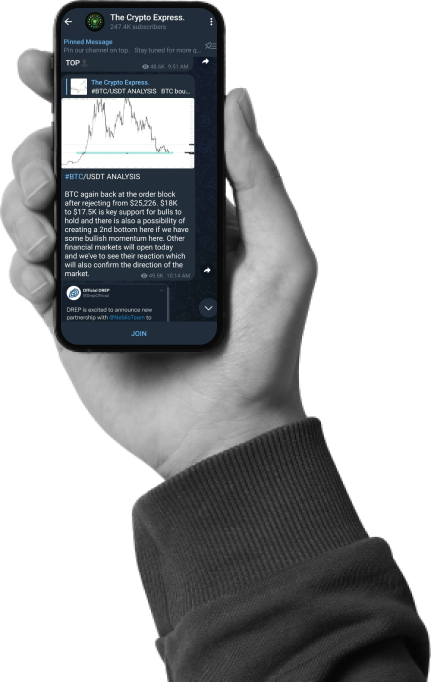 The Crypto Express.
247.4K subscribers
Pinned Message
Pin our channel on top. Stay tuned for more g...
TOP
48.6K 9:51 AM
The Crypto Express.
#BTC/USDT ANALYSIS BTC bou...
#BTC/USDT ANALYSIS
BTC again back at the order block
after rejecting from $25,226. $18K
to $17.5K is key support for bulls to
hold and there is also a possibility of
creating a 2nd bottom here if we have
some bullish momentum here. Other
financial markets will open today
and we've to see their reaction which
will also confirm the direction of the
market.
49.9K 10:14 AM
Official DREP
@DrepOfficial
DREP is excited to announce new
partnership with @NabiloTeam to
JOIN